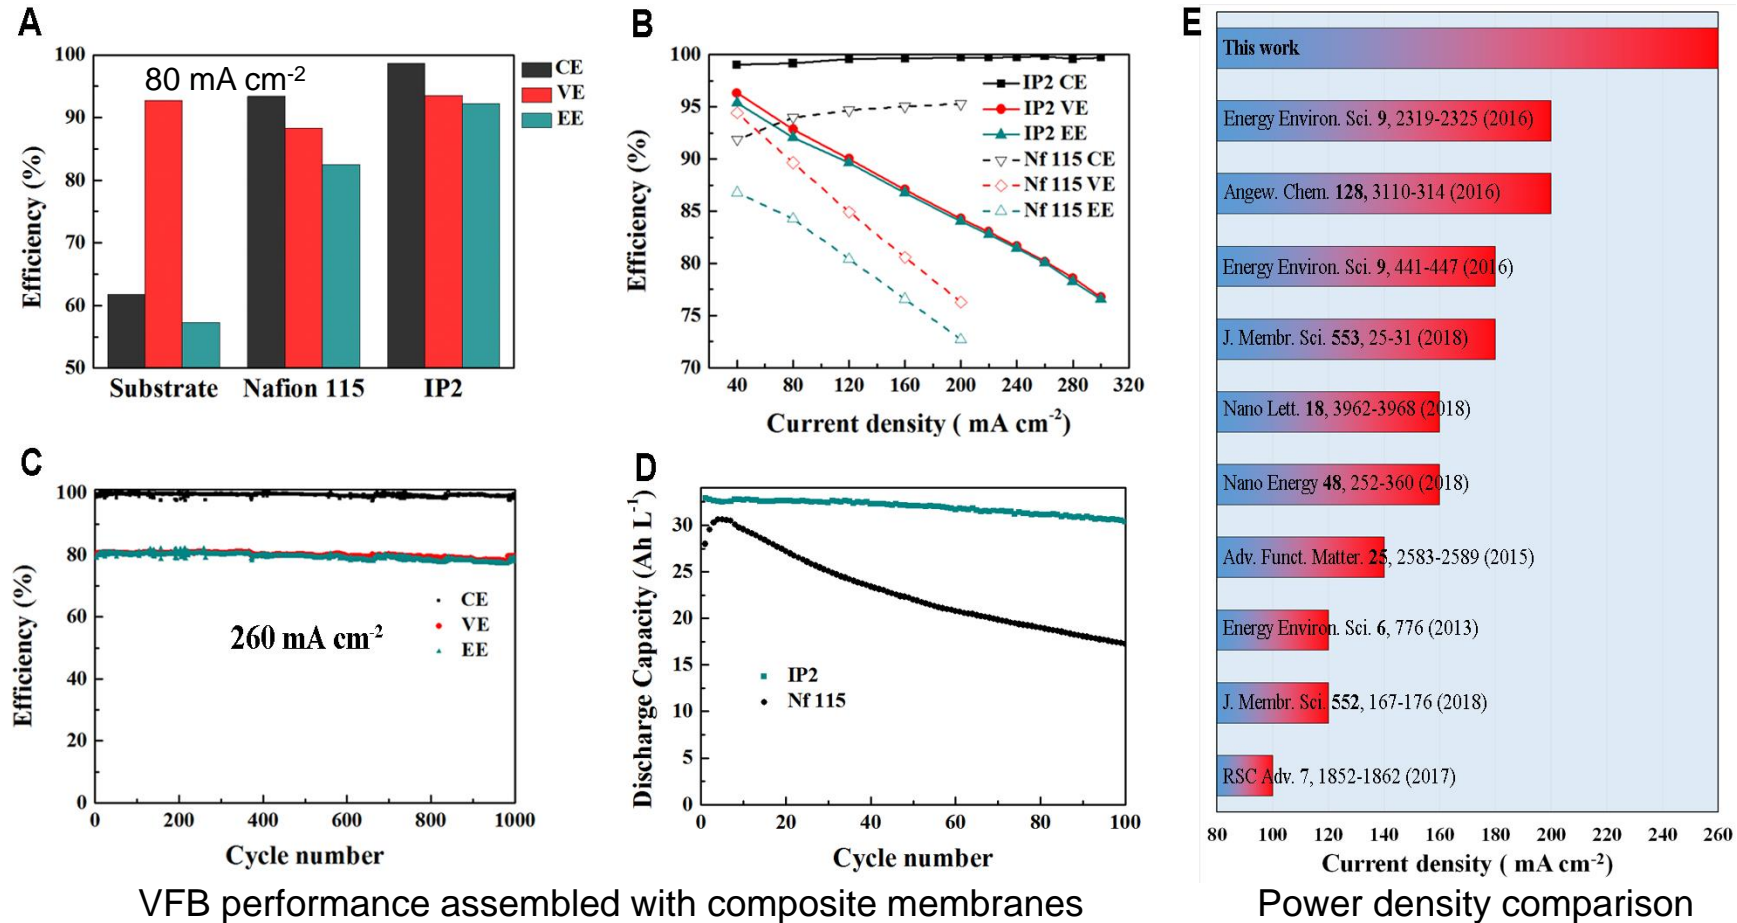 A
100
90
80
70
60
50
Efficiency (%)
80 mA cm-2
CE
VE
EE
Substrate
Nafion 115
IP2
B
100
95
90
85
80
75
70
Efficiency (%)
IP2 CE
IP2 VE
IP2 EE
Nf 115 CE
Nf 115 VE
Nf 115 EE
40 80 120 160 200 240 280 320
Current density ( mA cm-2)
C
100
80
60
40
20
0
Efficiency (%)
260 mA cm-2
CE
VE
EE
0 200 400 600 800 1000
Cycle number
D
30
25
20
15
10
5
0
Discharge Capacity (Ah L-1)
IP2
Nf 115
0 20 40 60 80 100
Cycle number
VFB performance assembled with composite membranes
E
This work
Energy Environ. Sci. 9, 2319-2325 (2016)
Angew. Chem. 128, 3110-314 (2016)
Energy Environ. Sci. 9, 441-447 (2016)
J. Membr. Sci. 553, 25-31 (2018)
Nano Lett. 18, 3962-3968 (2018)
Nano Energy 48, 252-360 (2018)
Adv. Funct. Matter. 25, 2583-2589 (2015)
Energy Environ. Sci. 6, 776 (2013)
J. Membr. Sci. 552, 167-176 (2018)
RSC Adv. 7, 1852-1862 (2017)
80 100 120 140 160 180 200 220 240 260
Current density ( mA cm-2)
Power density comparison